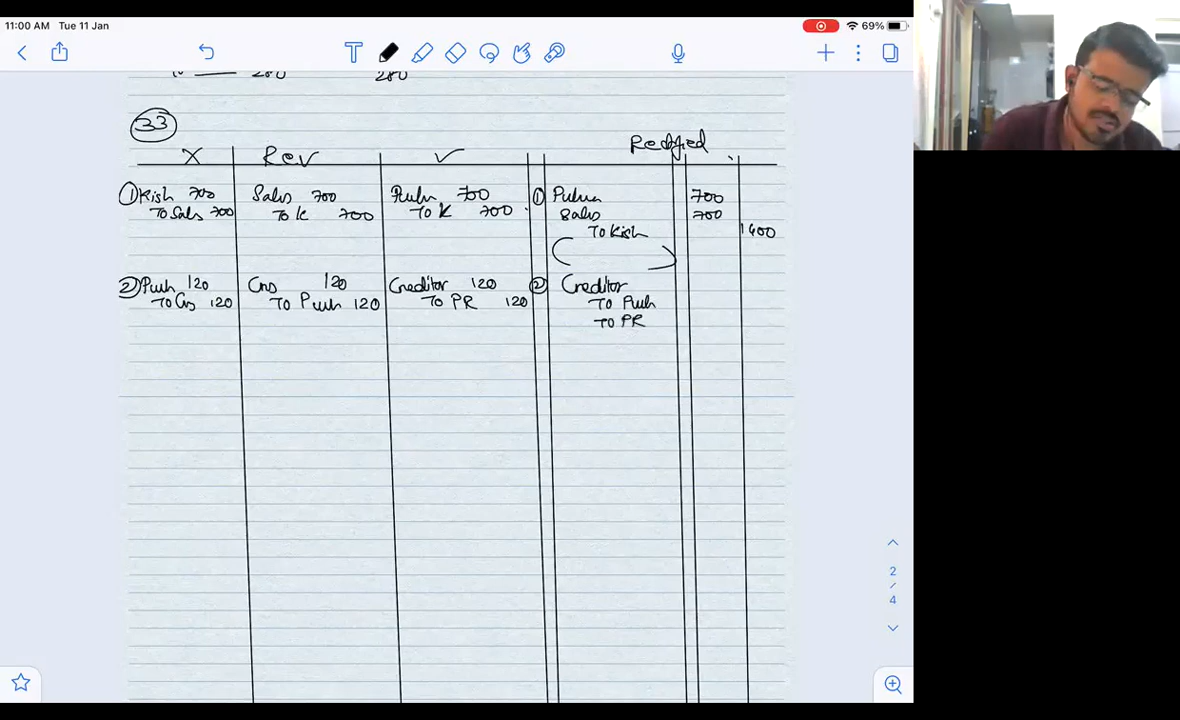 11:00 AM Tue 11 Jan
69%
T
280
280
33
X Rev ✓ Rectified
① Kish 700 Sales 700 Purch 700 ① Purch 700
To Sales 700 To K 700 To K 700 Sales 700
To Kish 1400
② Purch 120 Crs 120 Creditor 120 ② Creditor
To Crs 120 To Purch 120 To PR 120 To Purch
To PR
2
/
4